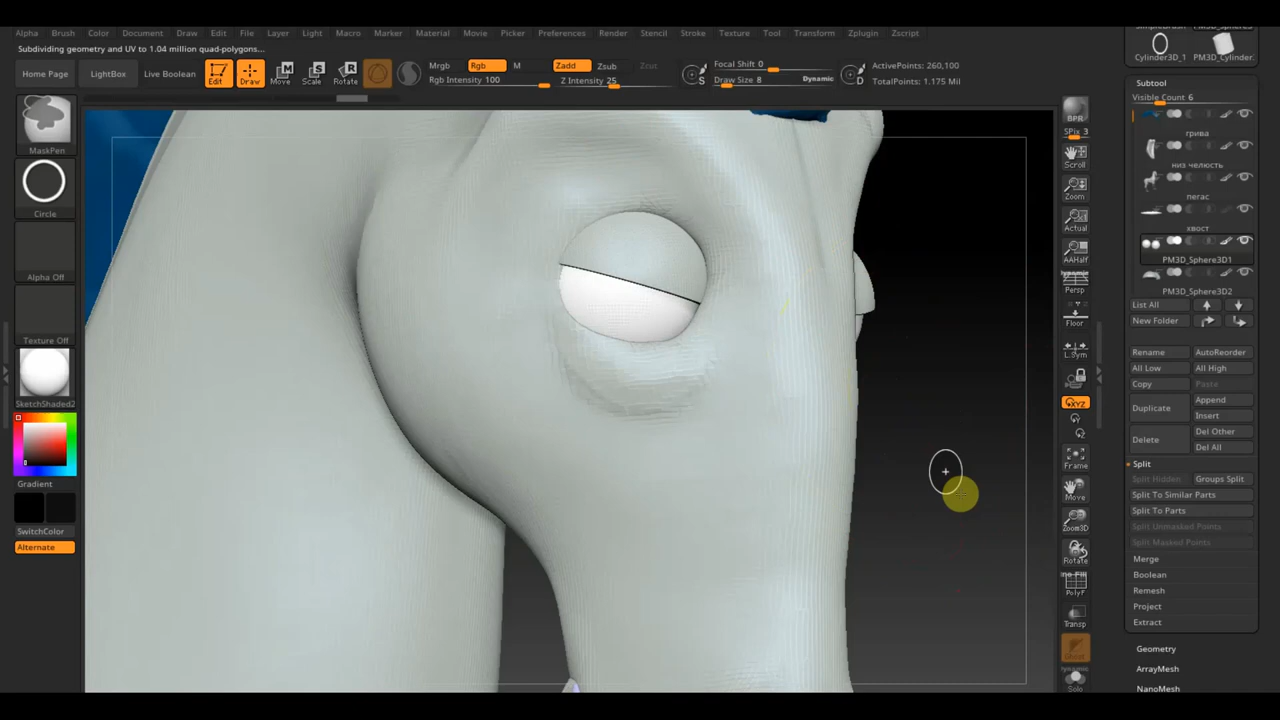 Alpha Brush Color Document Draw Edit File Layer Light Macro Marker Material Movie Picker Preferences Render Stencil Stroke Texture Tool Transform Zplugin Zscript
Subdividing geometry and UV to 1.04 million quad-polygons...
Home Page
LightBox
Live Boolean
Edit
Draw
Move
Scale
Rotate
Mrgb
Rgb
M
Rgb Intensity 100
Zadd
Zsub
Zcut
Z Intensity 25
Focal Shift 0
Draw Size 8
Dynamic
ActivePoints: 260,100
TotalPoints: 1.175 Mil
MaskPen
Circle
Alpha Off
Texture Off
SketchShaded2
Gradient
SwitchColor
Alternate
BPR
SPix 3
Scroll
Zoom
Actual
AAHalf
dynamic
Persp
Floor
L.Sym
XYZ
Frame
Move
Zoom3D
Rotate
PolyF
Transp
Solo
Cylinder3D_1
PM3D_Cylinder.
Subtool
Visible Count 6
грива
низ челюсть
пегас
хвост
PM3D_Sphere3D1
PM3D_Sphere3D2
List All
New Folder
Rename AutoReorder
All Low All High
Copy Paste
Duplicate Append
Insert
Delete Del Other
Del All
Split
Split Hidden Groups Split
Split To Similar Parts
Split To Parts
Split Unmasked Points
Split Masked Points
Merge
Boolean
Remesh
Project
Extract
Geometry
ArrayMesh
NanoMesh